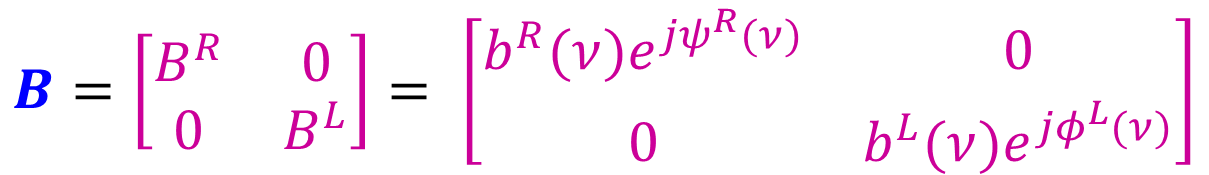 B = [B^R 0; 0 B^L] = [b^R(ν)e^{jψ^R(ν)} 0; 0 b^L(ν)e^{jϕ^L(ν)}]